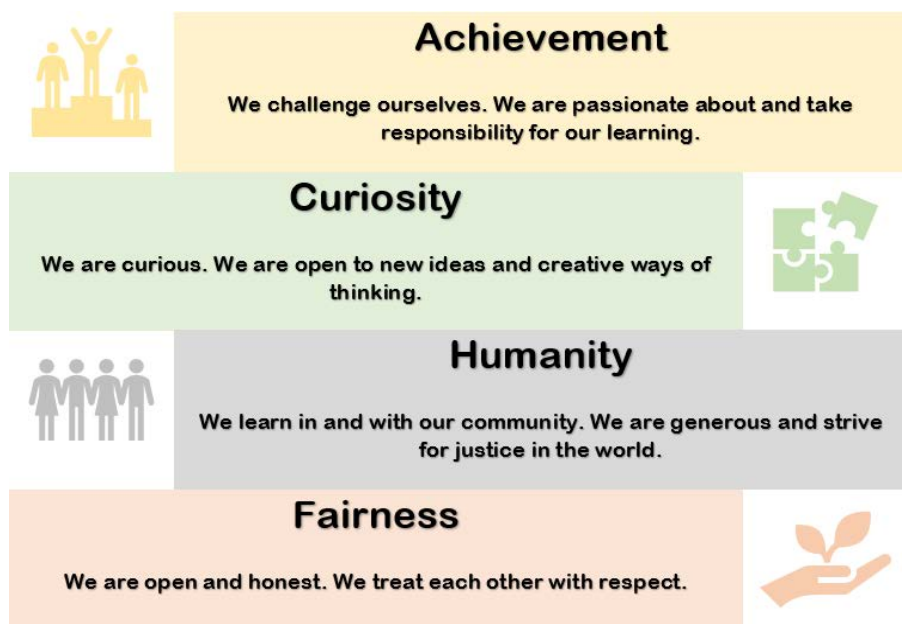 Achievement
We challenge ourselves. We are passionate about and take
responsibility for our learning.
Curiosity
We are curious. We are open to new ideas and creative ways of
thinking.
Humanity
We learn in and with our community. We are generous and strive
for justice in the world.
Fairness
We are open and honest. We treat each other with respect.